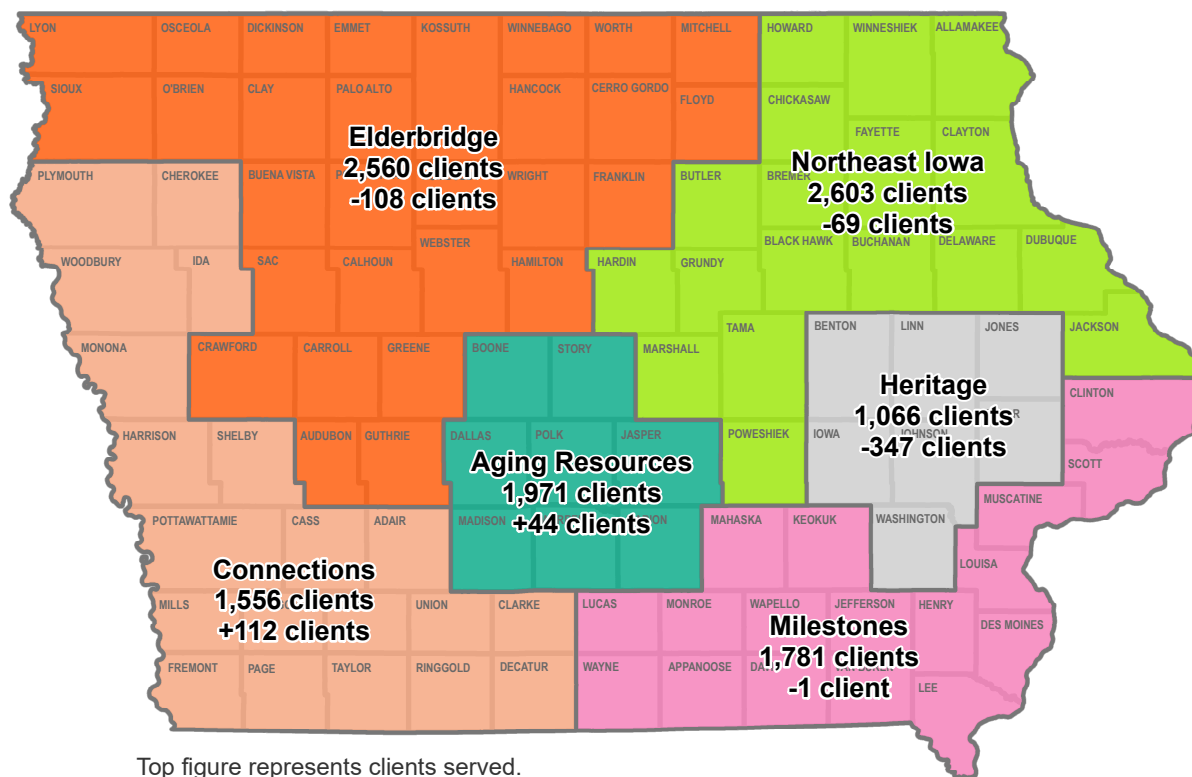 LYON OSCEOLA DICKINSON EMMET KOSSUTH WINNEBAGO WORTH MITCHELL HOWARD WINNESHIEK ALLAMAKEE
SIOUX O'BRIEN CLAY PALO ALTO HANCOCK CERRO GORDO FLOYD CHICKASAW
FAYETTE CLAYTON
Elderbridge
2,560 clients
-108 clients
Northeast Iowa
2,603 clients
-69 clients
PLYMOUTH CHEROKEE BUENA VISTA WRIGHT FRANKLIN BUTLER BREMER
WEBSTER BLACK HAWK BUCHANAN DELAWARE DUBUQUE
WOODBURY IDA SAC CALHOUN HAMILTON HARDIN GRUNDY
TAMA BENTON LINN JONES JACKSON
MONONA CRAWFORD CARROLL GREENE BOONE STORY MARSHALL
Heritage
1,066 clients
-347 clients
CLINTON
HARRISON SHELBY AUDUBON GUTHRIE DALLAS POLK JASPER POWESHIEK IOWA JOHNSON
SCOTT
Aging Resources
1,971 clients
+44 clients
MUSCATINE
POTTAWATTAMIE CASS ADAIR MADISON MAHASKA KEOKUK WASHINGTON
LOUISA
Connections
1,556 clients
+112 clients
MILLS UNION CLARKE LUCAS MONROE WAPELLO JEFFERSON HENRY
DES MOINES
Milestones
1,781 clients
-1 client
FREMONT PAGE TAYLOR RINGGOLD DECATUR WAYNE APPANOOSE LEE
Top figure represents clients served.